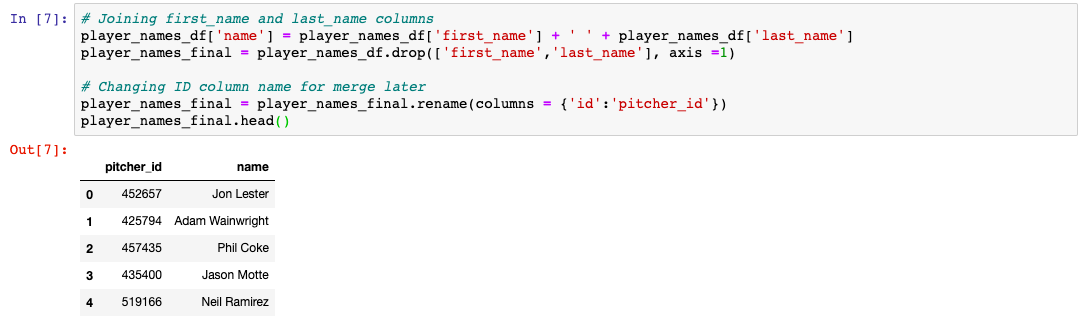 In [7]: # Joining first_name and last_name columns
player_names_df['name'] = player_names_df['first_name'] + ' ' + player_names_df['last_name']
player_names_final = player_names_df.drop(['first_name','last_name'], axis =1)
# Changing ID column name for merge later
player_names_final = player_names_final.rename(columns = {'id':'pitcher_id'})
player_names_final.head()
Out[7]:
pitcher_id name
0 452657 Jon Lester
1 425794 Adam Wainwright
2 457435 Phil Coke
3 435400 Jason Motte
4 519166 Neil Ramirez